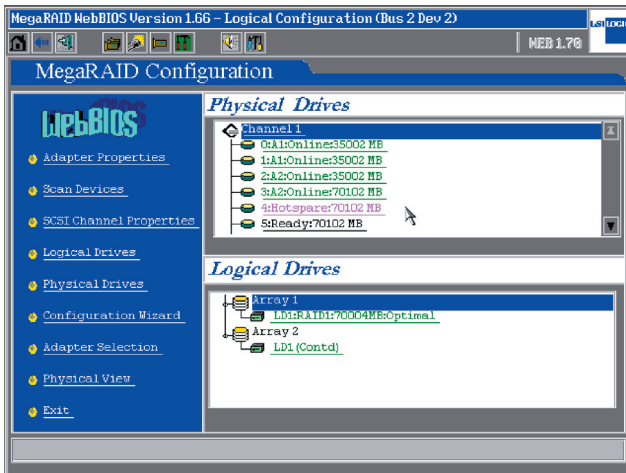 MegaRAID WebBIOS Version 1.66 – Logical Configuration (Bus 2 Dev 2)
LSI LOGIC
WEB 1.70
MegaRAID Configuration
WebBIOS
Adapter Properties
Scan Devices
SCSI Channel Properties
Logical Drives
Physical Drives
Configuration Wizard
Adapter Selection
Physical View
Exit
Physical Drives
Channel 1
0:A1:Online:35002 MB
1:A1:Online:35002 MB
2:A2:Online:35002 MB
3:A2:Online:70102 MB
4:Hotspare:70102 MB
5:Ready:70102 MB
Logical Drives
Array 1
LD1:RAID1:70004MB:Optimal
Array 2
LD1 (Contd)